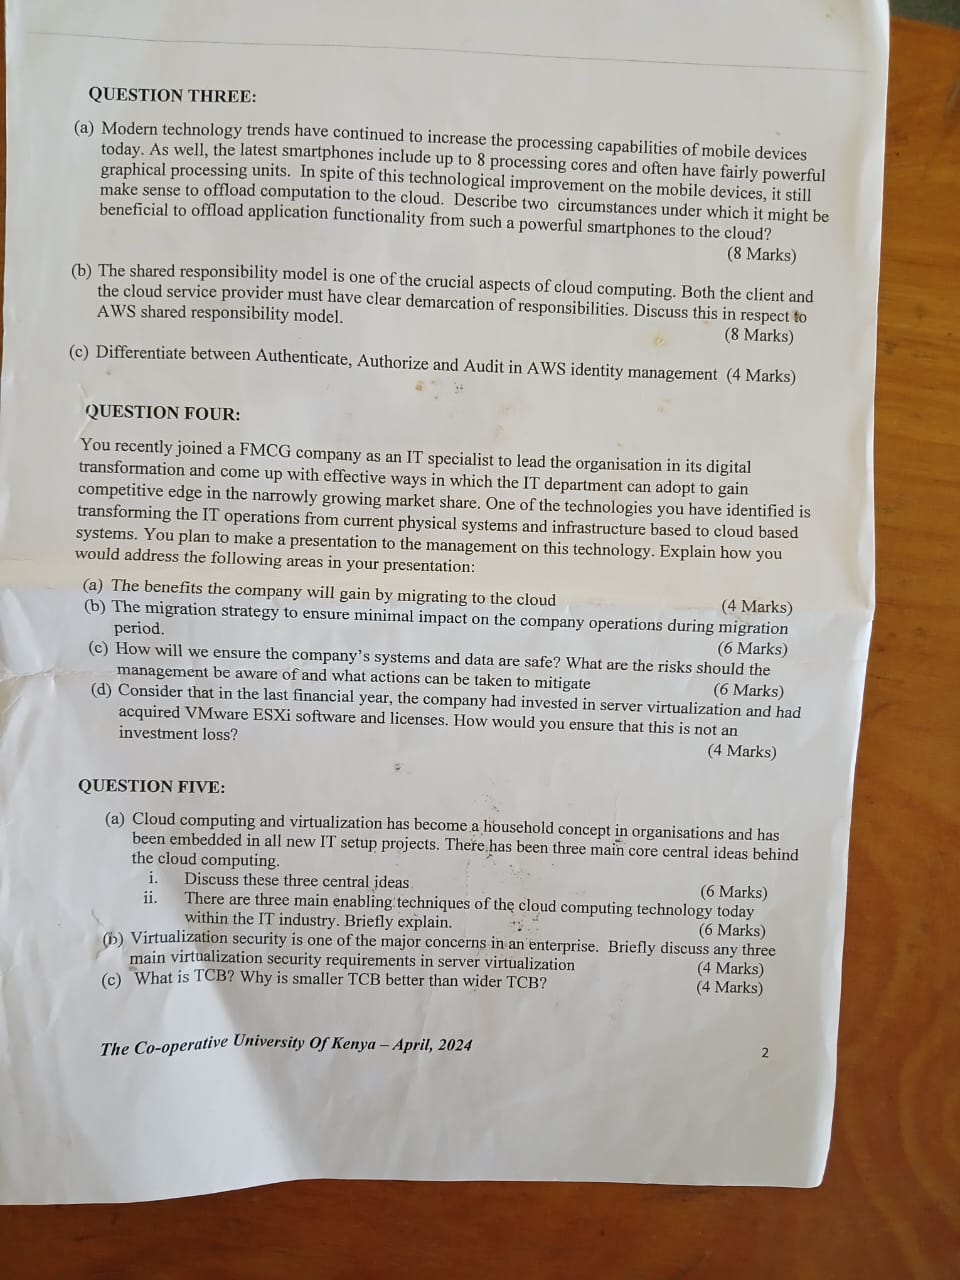 QUESTION THREE:
(a) Modern technology trends have continued to increase the processing capabilities of mobile devices
today. As well, the latest smartphones include up to 8 processing cores and often have fairly powerful
graphical processing units. In spite of this technological improvement on the mobile devices, it still
make sense to offload computation to the cloud. Describe two circumstances under which it might be
beneficial to offload application functionality from such a powerful smartphones to the cloud?
(8 Marks)
(b) The shared responsibility model is one of the crucial aspects of cloud computing. Both the client and
the cloud service provider must have clear demarcation of responsibilities. Discuss this in respect to
AWS shared responsibility model.
(8 Marks)
(c) Differentiate between Authenticate, Authorize and Audit in AWS identity management (4 Marks)
QUESTION FOUR:
You recently joined a FMCG company as an IT specialist to lead the organisation in its digital
transformation and come up with effective ways in which the IT department can adopt to gain
competitive edge in the narrowly growing market share. One of the technologies you have identified is
transforming the IT operations from current physical systems and infrastructure based to cloud based
systems. You plan to make a presentation to the management on this technology. Explain how you
would address the following areas in your presentation:
(a) The benefits the company will gain by migrating to the cloud (4 Marks)
(b) The migration strategy to ensure minimal impact on the company operations during migration
period. (6 Marks)
(c) How will we ensure the company's systems and data are safe? What are the risks should the
management be aware of and what actions can be taken to mitigate (6 Marks)
(d) Consider that in the last financial year, the company had invested in server virtualization and had
acquired VMware ESXi software and licenses. How would you ensure that this is not an
investment loss? (4 Marks)
QUESTION FIVE:
(a) Cloud computing and virtualization has become a household concept in organisations and has
been embedded in all new IT setup projects. There has been three main core central ideas behind
the cloud computing.
i. Discuss these three central ideas (6 Marks)
ii. There are three main enabling techniques of the cloud computing technology today
within the IT industry. Briefly explain. (6 Marks)
(b) Virtualization security is one of the major concerns in an enterprise. Briefly discuss any three
main virtualization security requirements in server virtualization (4 Marks)
(c) What is TCB? Why is smaller TCB better than wider TCB? (4 Marks)
The Co-operative University Of Kenya – April, 2024
2